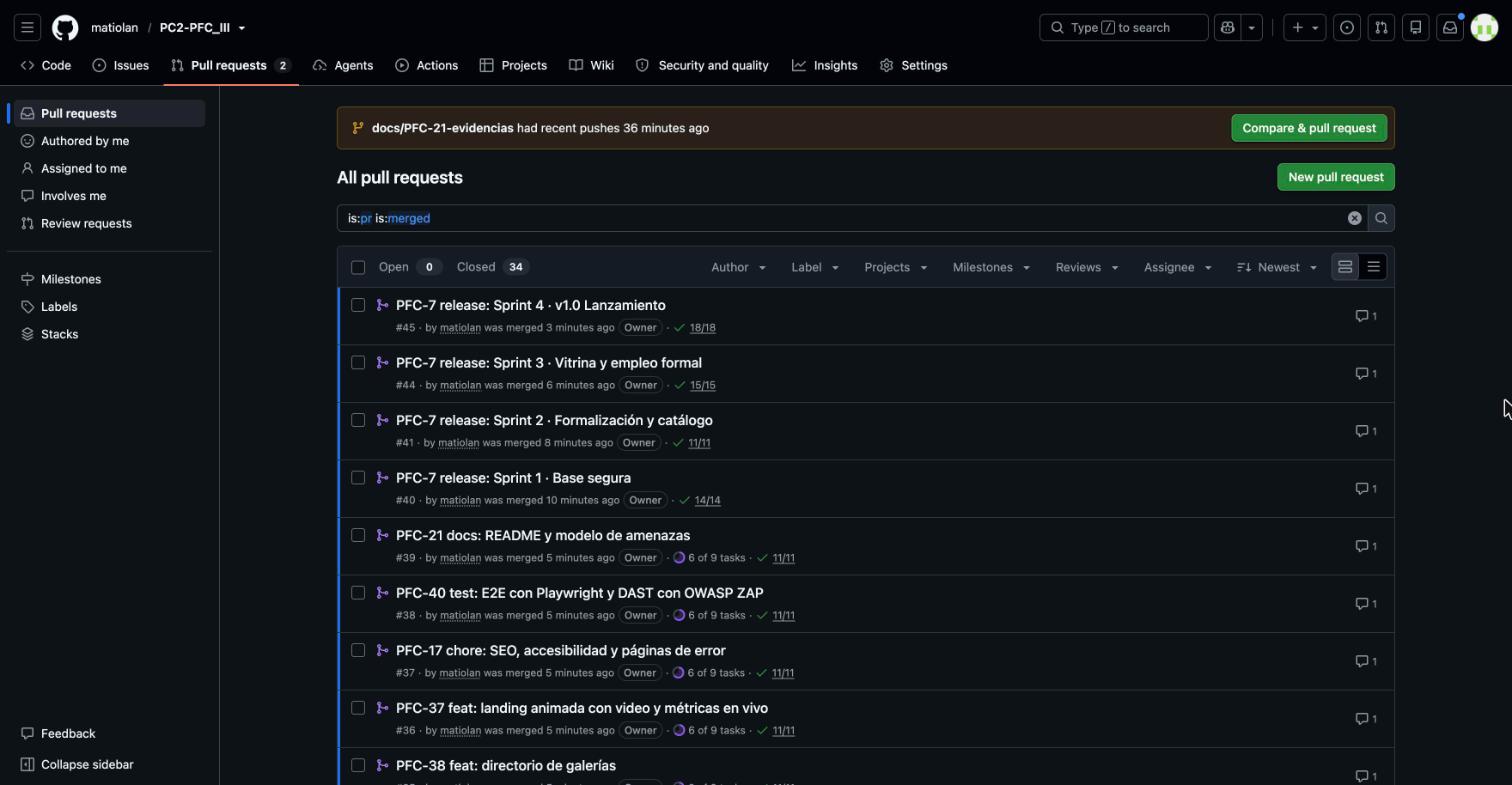 matiolan / PC2-PFC_III
Type / to search
Code Issues Pull requests 2 Agents Actions Projects Wiki Security and quality Insights Settings
Pull requests
Authored by me
Assigned to me
Involves me
Review requests
Milestones
Labels
Stacks
Feedback
Collapse sidebar
docs/PFC-21-evidencias had recent pushes 36 minutes ago
Compare & pull request
All pull requests
New pull request
is:pr is:merged
Open 0 Closed 34 Author Label Projects Milestones Reviews Assignee Newest
PFC-7 release: Sprint 4 · v1.0 Lanzamiento
#45 · by matiolan was merged 3 minutes ago Owner · 18/18
1
PFC-7 release: Sprint 3 · Vitrina y empleo formal
#44 · by matiolan was merged 6 minutes ago Owner · 15/15
1
PFC-7 release: Sprint 2 · Formalización y catálogo
#41 · by matiolan was merged 8 minutes ago Owner · 11/11
1
PFC-7 release: Sprint 1 · Base segura
#40 · by matiolan was merged 10 minutes ago Owner · 14/14
1
PFC-21 docs: README y modelo de amenazas
#39 · by matiolan was merged 5 minutes ago Owner · 6 of 9 tasks · 11/11
1
PFC-40 test: E2E con Playwright y DAST con OWASP ZAP
#38 · by matiolan was merged 5 minutes ago Owner · 6 of 9 tasks · 11/11
1
PFC-17 chore: SEO, accesibilidad y páginas de error
#37 · by matiolan was merged 5 minutes ago Owner · 6 of 9 tasks · 11/11
1
PFC-37 feat: landing animada con video y métricas en vivo
#36 · by matiolan was merged 5 minutes ago Owner · 6 of 9 tasks · 11/11
1
PFC-38 feat: directorio de galerías
1